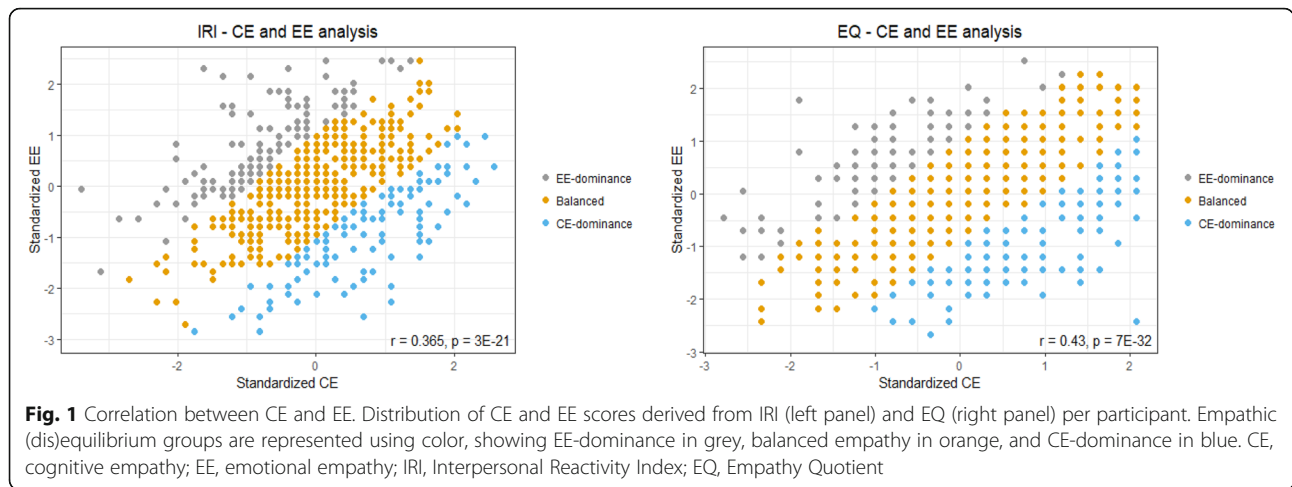 IRI - CE and EE analysis
Standardized EE
2
1
0
-1
-2
-3
-2
0
2
Standardized CE
r = 0.365, p = 3E-21
EE-dominance
Balanced
CE-dominance
EQ - CE and EE analysis
Standardized EE
2
1
0
-1
-2
-3
-3
-2
-1
0
1
2
Standardized CE
r = 0.43, p = 7E-32
EE-dominance
Balanced
CE-dominance
Fig. 1 Correlation between CE and EE. Distribution of CE and EE scores derived from IRI (left panel) and EQ (right panel) per participant. Empathic
(dis)equilibrium groups are represented using color, showing EE-dominance in grey, balanced empathy in orange, and CE-dominance in blue. CE,
cognitive empathy; EE, emotional empathy; IRI, Interpersonal Reactivity Index; EQ, Empathy Quotient